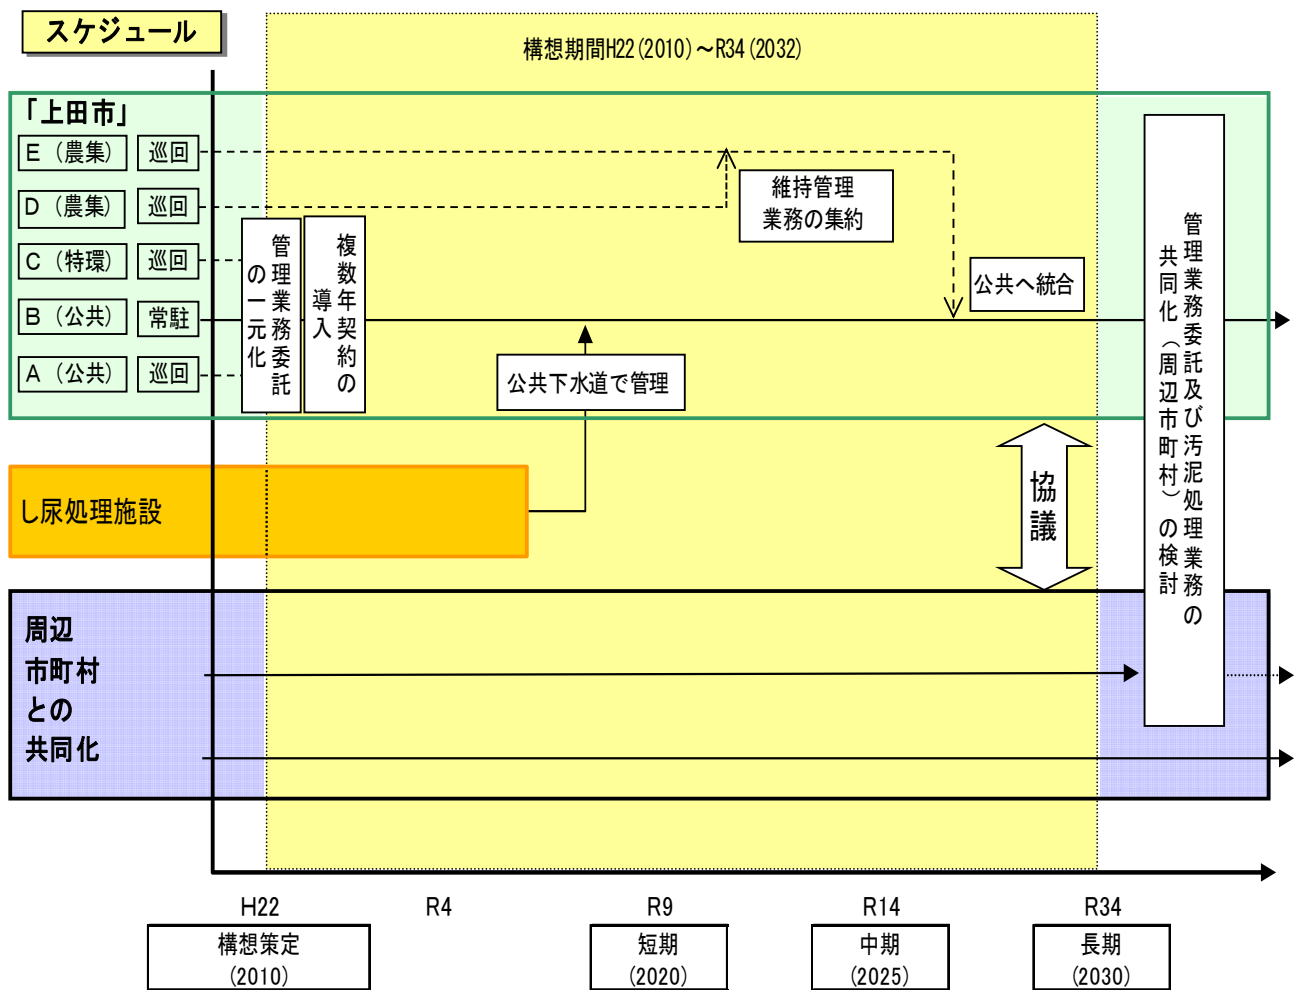 スケジュール
構想期間H22(2010)～R34(2032)
「上田市」
E（農集）
巡回
D（農集）
巡回
C（特環）
巡回
B（公共）
常駐
A（公共）
巡回
管理業務委託
の一元化
複数年契約の
導入
維持管理
業務の集約
公共へ統合
公共下水道で管理
管理業務委託及び汚泥処理業務の
共同化（周辺市町村）の検討
し尿処理施設
協議
周辺
市町村
との
共同化
H22
R4
R9
R14
R34
構想策定
(2010)
短期
(2020)
中期
(2025)
長期
(2030)